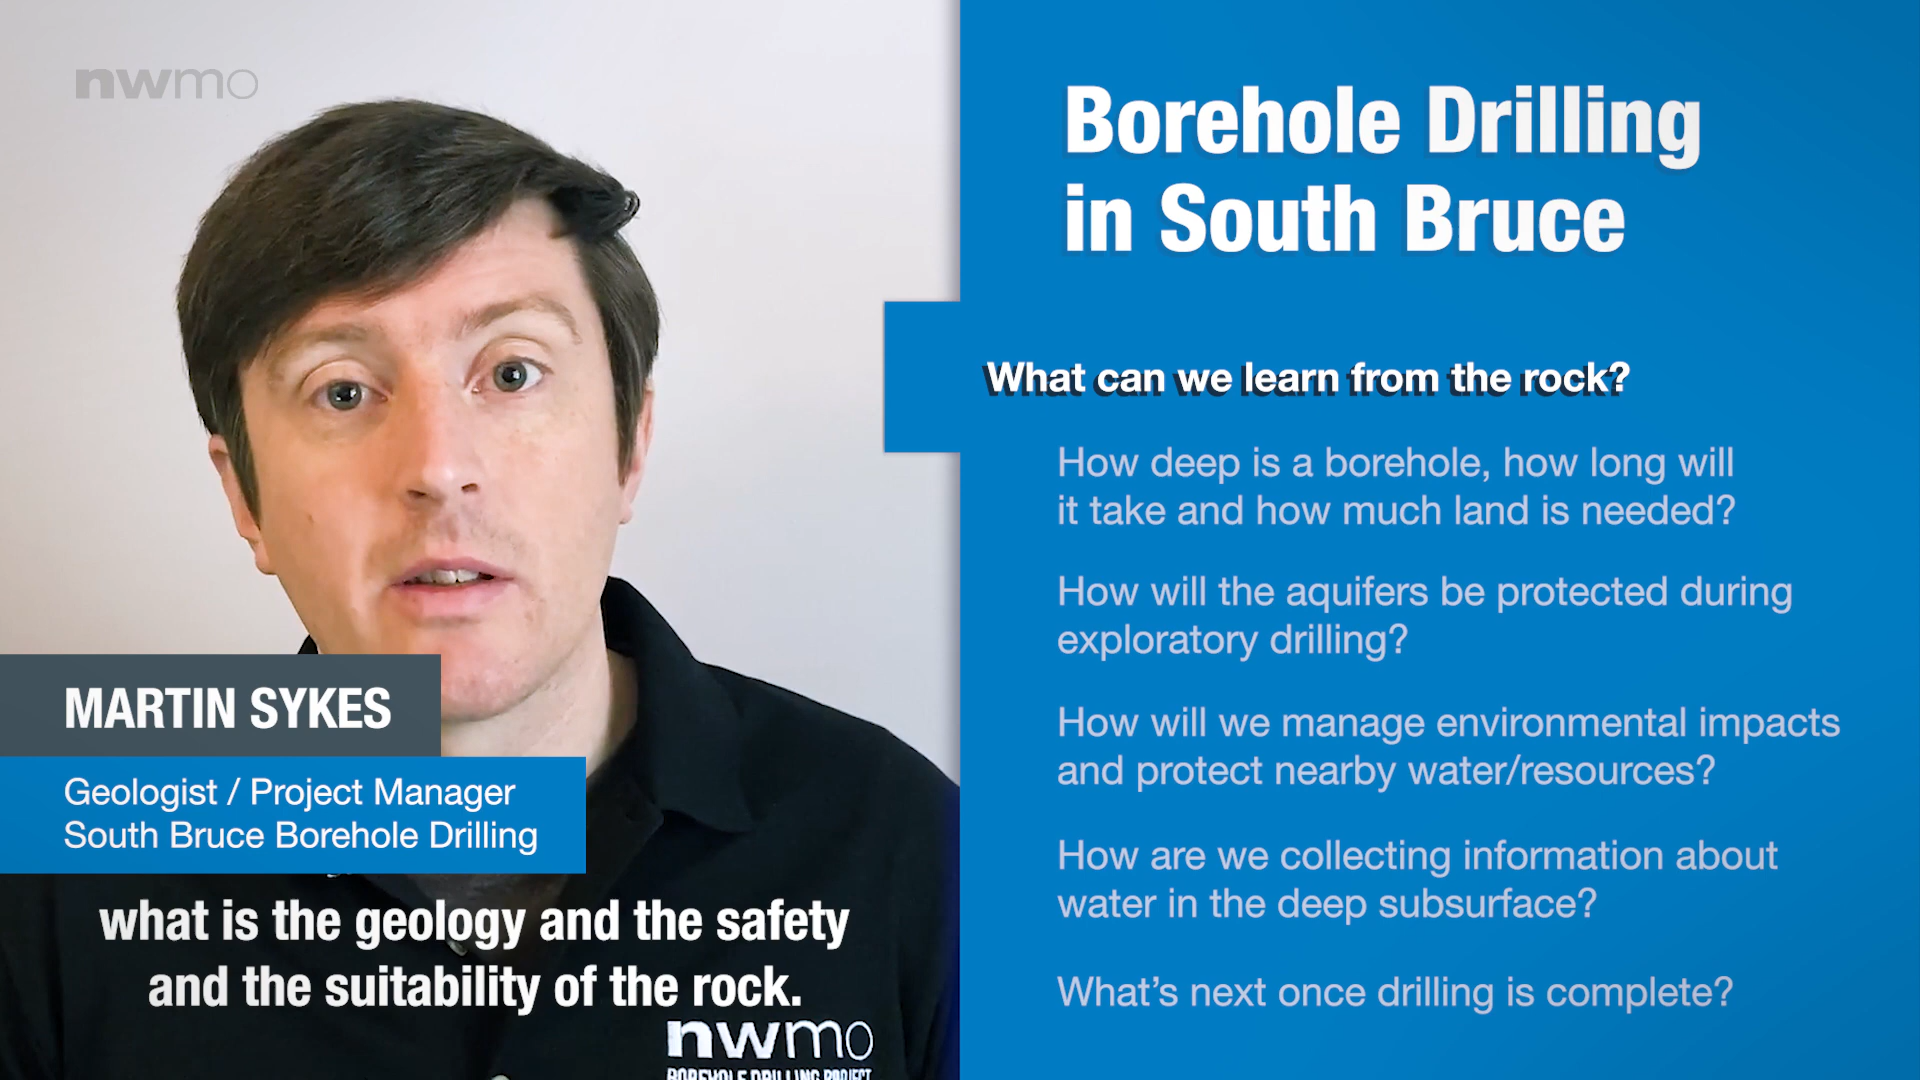 nwmo
Borehole Drilling
in South Bruce
What can we learn from the rock?
How deep is a borehole, how long will
it take and how much land is needed?
How will the aquifers be protected during
exploratory drilling?
How will we manage environmental impacts
and protect nearby water/resources?
How are we collecting information about
water in the deep subsurface?
What's next once drilling is complete?
MARTIN SYKES
Geologist / Project Manager
South Bruce Borehole Drilling
what is the geology and the safety
and the suitability of the rock.
nwmo
BOREHOLE DRILLING PROJECT